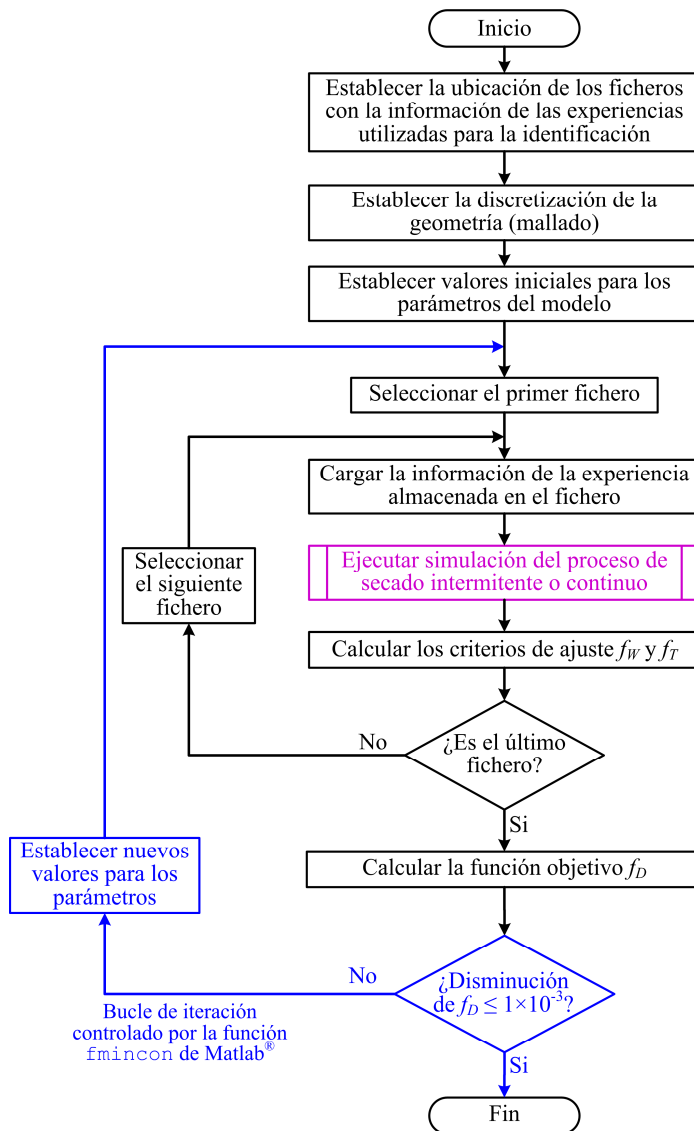 Inicio
Establecer la ubicación de los ficheros
con la información de las experiencias
utilizadas para la identificación
Establecer la discretización de la
geometría (mallado)
Establecer valores iniciales para los
parámetros del modelo
Seleccionar el primer fichero
Cargar la información de la experiencia
almacenada en el fichero
Seleccionar
el siguiente
fichero
Ejecutar simulación del proceso de
secado intermitente o continuo
Calcular los criterios de ajuste f_W y f_T
No
¿Es el último
fichero?
Si
Establecer nuevos
valores para los
parámetros
Calcular la función objetivo f_D
No
¿Disminución
de f_D ≤ 1×10⁻³?
Bucle de iteración
controlado por la función
fmincon de Matlab®
Si
Fin